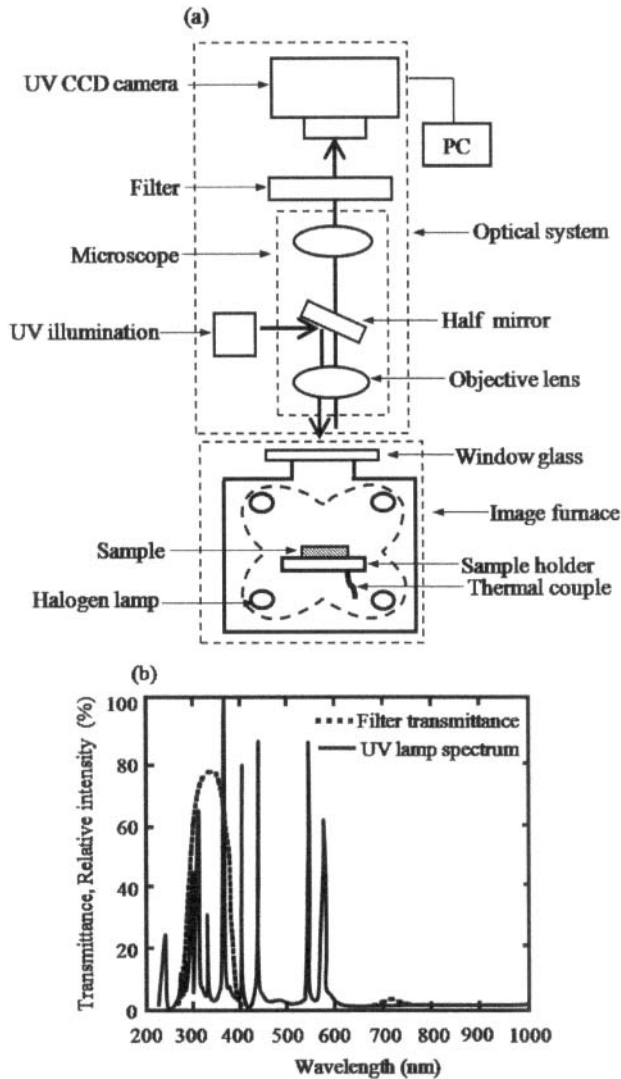 (a)
UV CCD camera
PC
Filter
Optical system
Microscope
Half mirror
UV illumination
Objective lens
Window glass
Image furnace
Sample
Sample holder
Thermal couple
Halogen lamp
(b)
Transmittance, Relative intensity (%)
100
80
60
40
20
0
Filter transmittance
UV lamp spectrum
200 300 400 500 600 700 800 900 1000
Wavelength (nm)